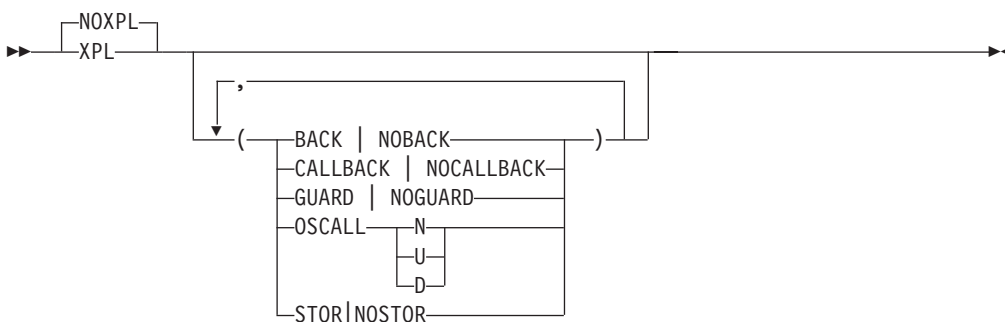 NOXPL
XPL
,
( BACK | NOBACK )
CALLBACK | NOCALLBACK
GUARD | NOGUARD
OSCALL N
U
D
STOR|NOSTOR